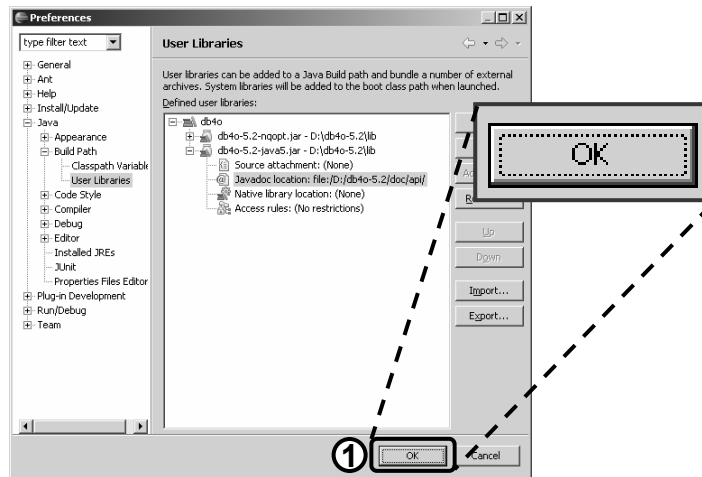 Preferences
type filter text
User Libraries
General
Ant
Help
Install/Update
Java
Appearance
Build Path
Classpath Variable
User Libraries
Code Style
Compiler
Debug
Editor
Installed JREs
JUnit
Properties Files Editor
Plug-in Development
Run/Debug
Team
User libraries can be added to a Java Build path and bundle a number of external
archives. System libraries will be added to the boot class path when launched.
Defined user libraries:
db4o
db4o-5.2-nqopt.jar - D:\db4o-5.2\lib
db4o-5.2-java5.jar - D:\db4o-5.2\lib
Source attachment: (None)
Javadoc location: file:/D:/db4o-5.2/doc/api/
Native library location: (None)
Access rules: (No restrictions)
OK
Up
Down
Import...
Export...
1
OK
Cancel